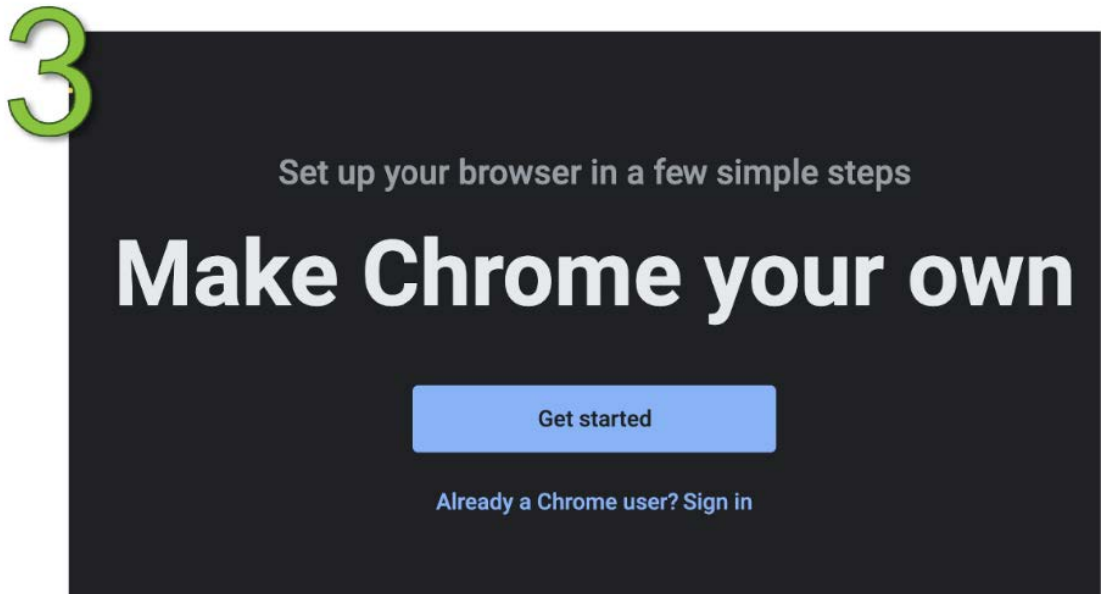 3
Set up your browser in a few simple steps
Make Chrome your own
Get started
Already a Chrome user? Sign in